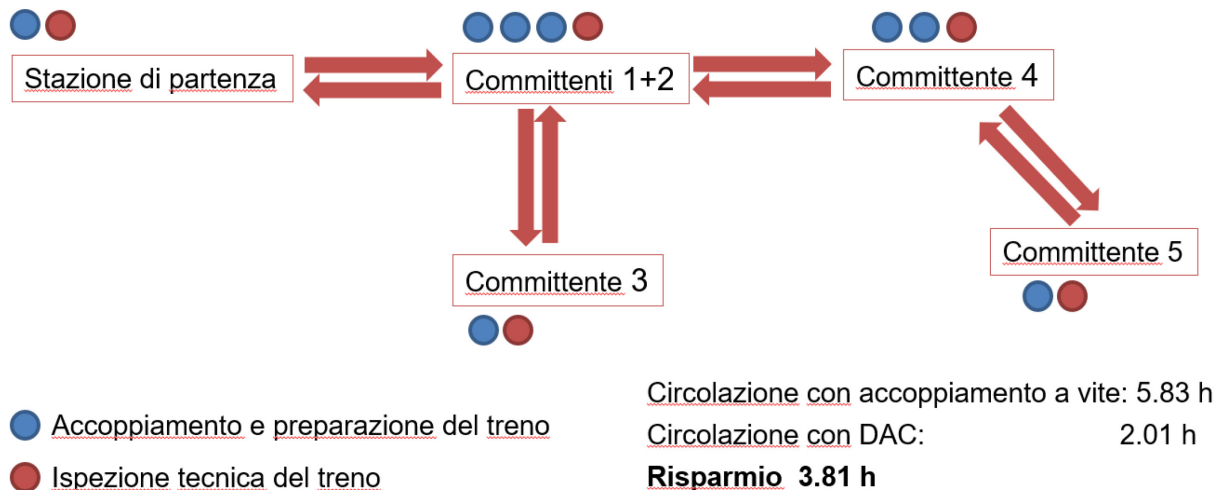 Stazione di partenza
Committenti 1+2
Committente 4
Committente 5
Committente 3
Accoppiamento e preparazione del treno
Ispezione tecnica del treno
Circolazione con accoppiamento a vite: 5.83 h
Circolazione con DAC: 2.01 h
Risparmio 3.81 h